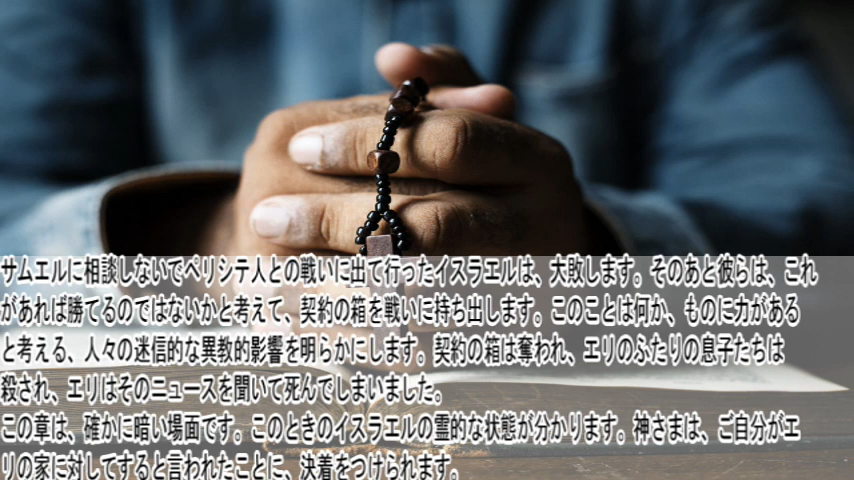 サムエルに相談しないでペリシテ人との戦いに出て行ったイスラエルは、大敗します。そのあと彼らは、これ
があれば勝てるのではないかと考えて、契約の箱を戦いに持ち出します。このことは何か、ものに力がある
と考える、人々の迷信的な異教的影響を明らかにします。契約の箱は奪われ、エリのふたりの息子たちは
殺され、エリはそのニュースを聞いて死んでしまいました。
この章は、確かに暗い場面です。このときのイスラエルの霊的な状態が分かります。神さまは、ご自分がエ
リの家に対してすると言われたことに、決着をつけられます。